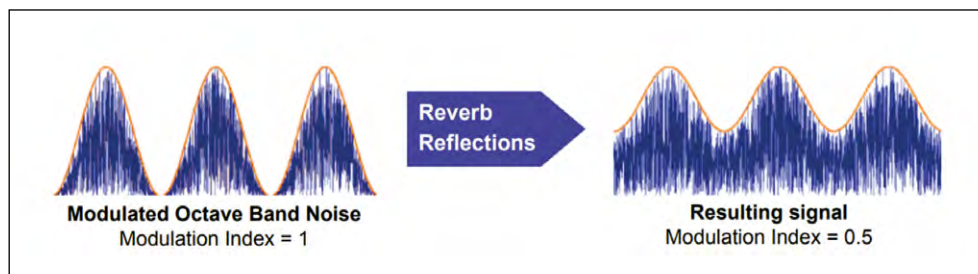 Reverb
Reflections
Modulated Octave Band Noise
Modulation Index = 1
Resulting signal
Modulation Index = 0.5